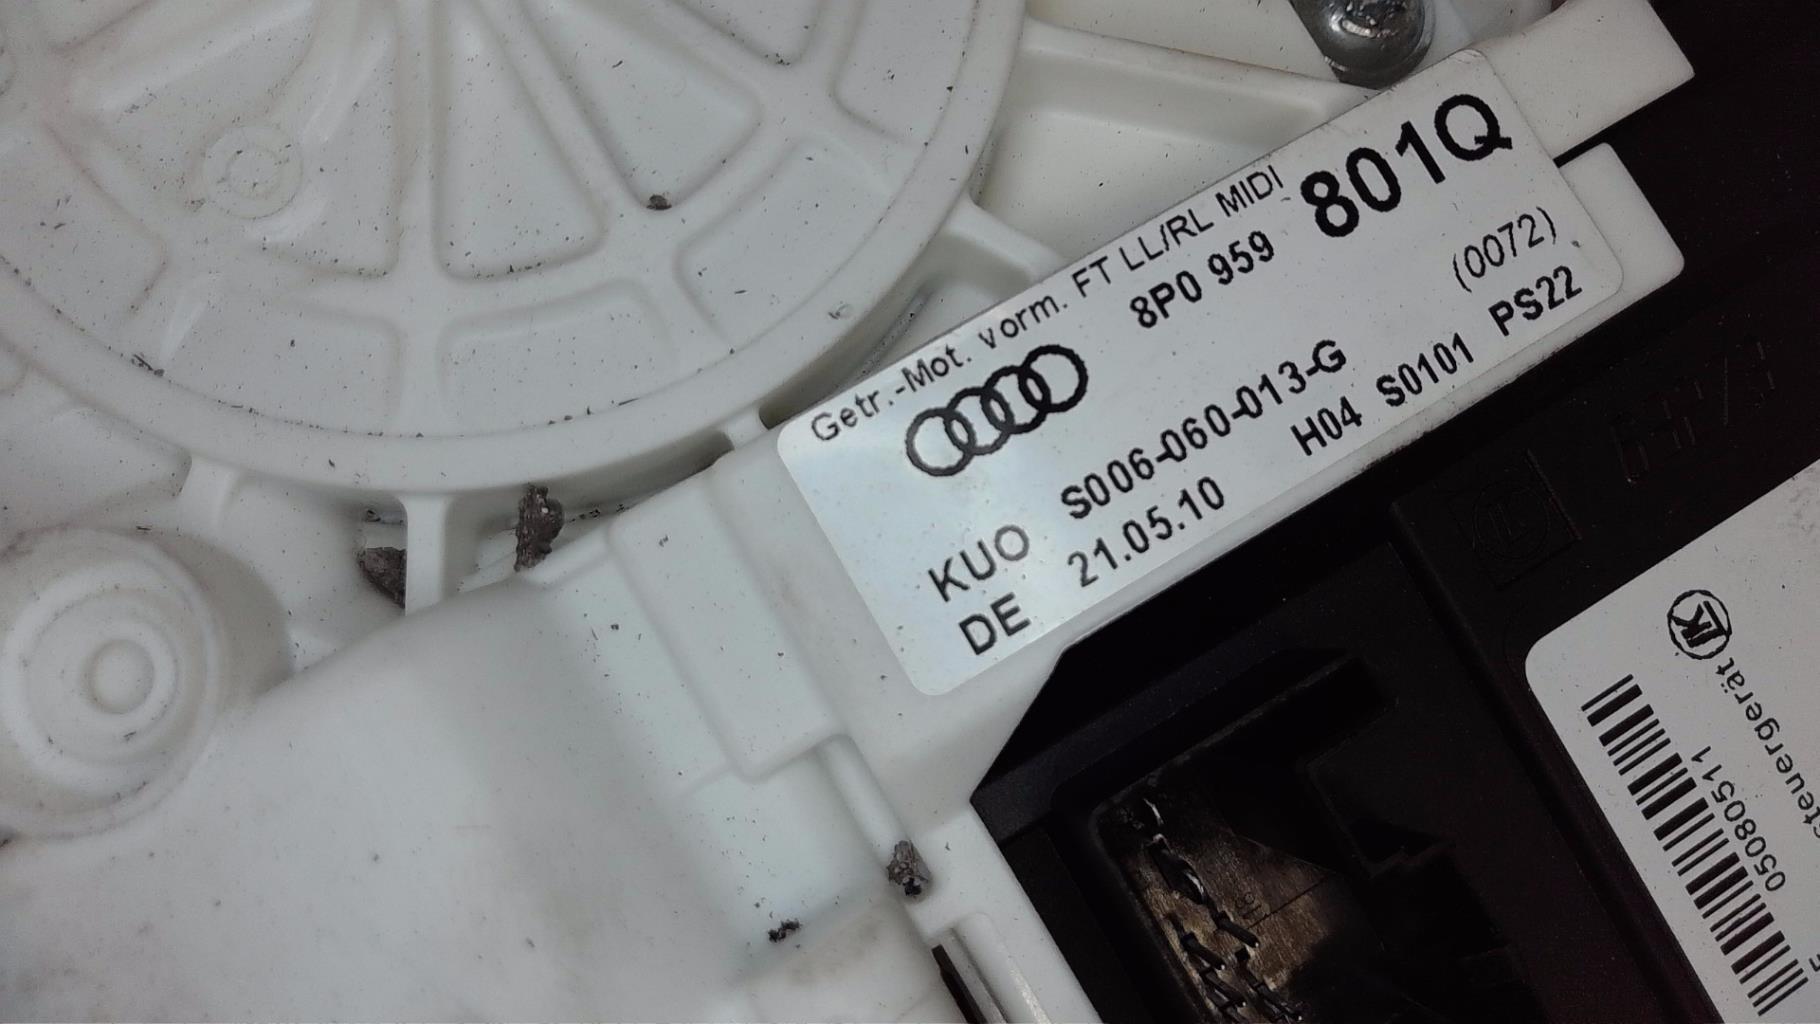 Getr.-Mot. vorm. FT LL/RL MIDI
8P0 959 801Q
(0072)
KUO S006-060-013-G
DE 21.05.10 H04 S0101 PS22
steuergerät
05080511